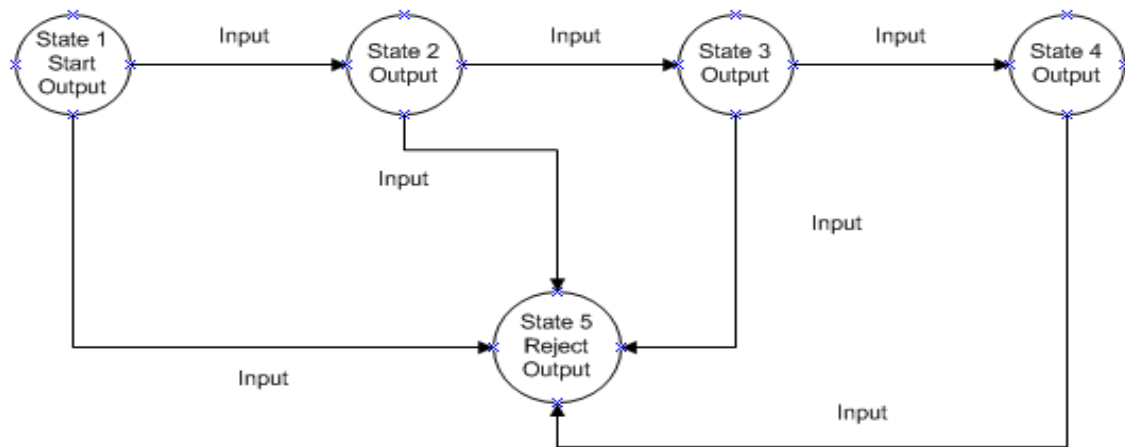 State 1
Start
Output
Input
State 2
Output
Input
State 3
Output
Input
State 4
Output
Input
Input
State 5
Reject
Output
Input
Input